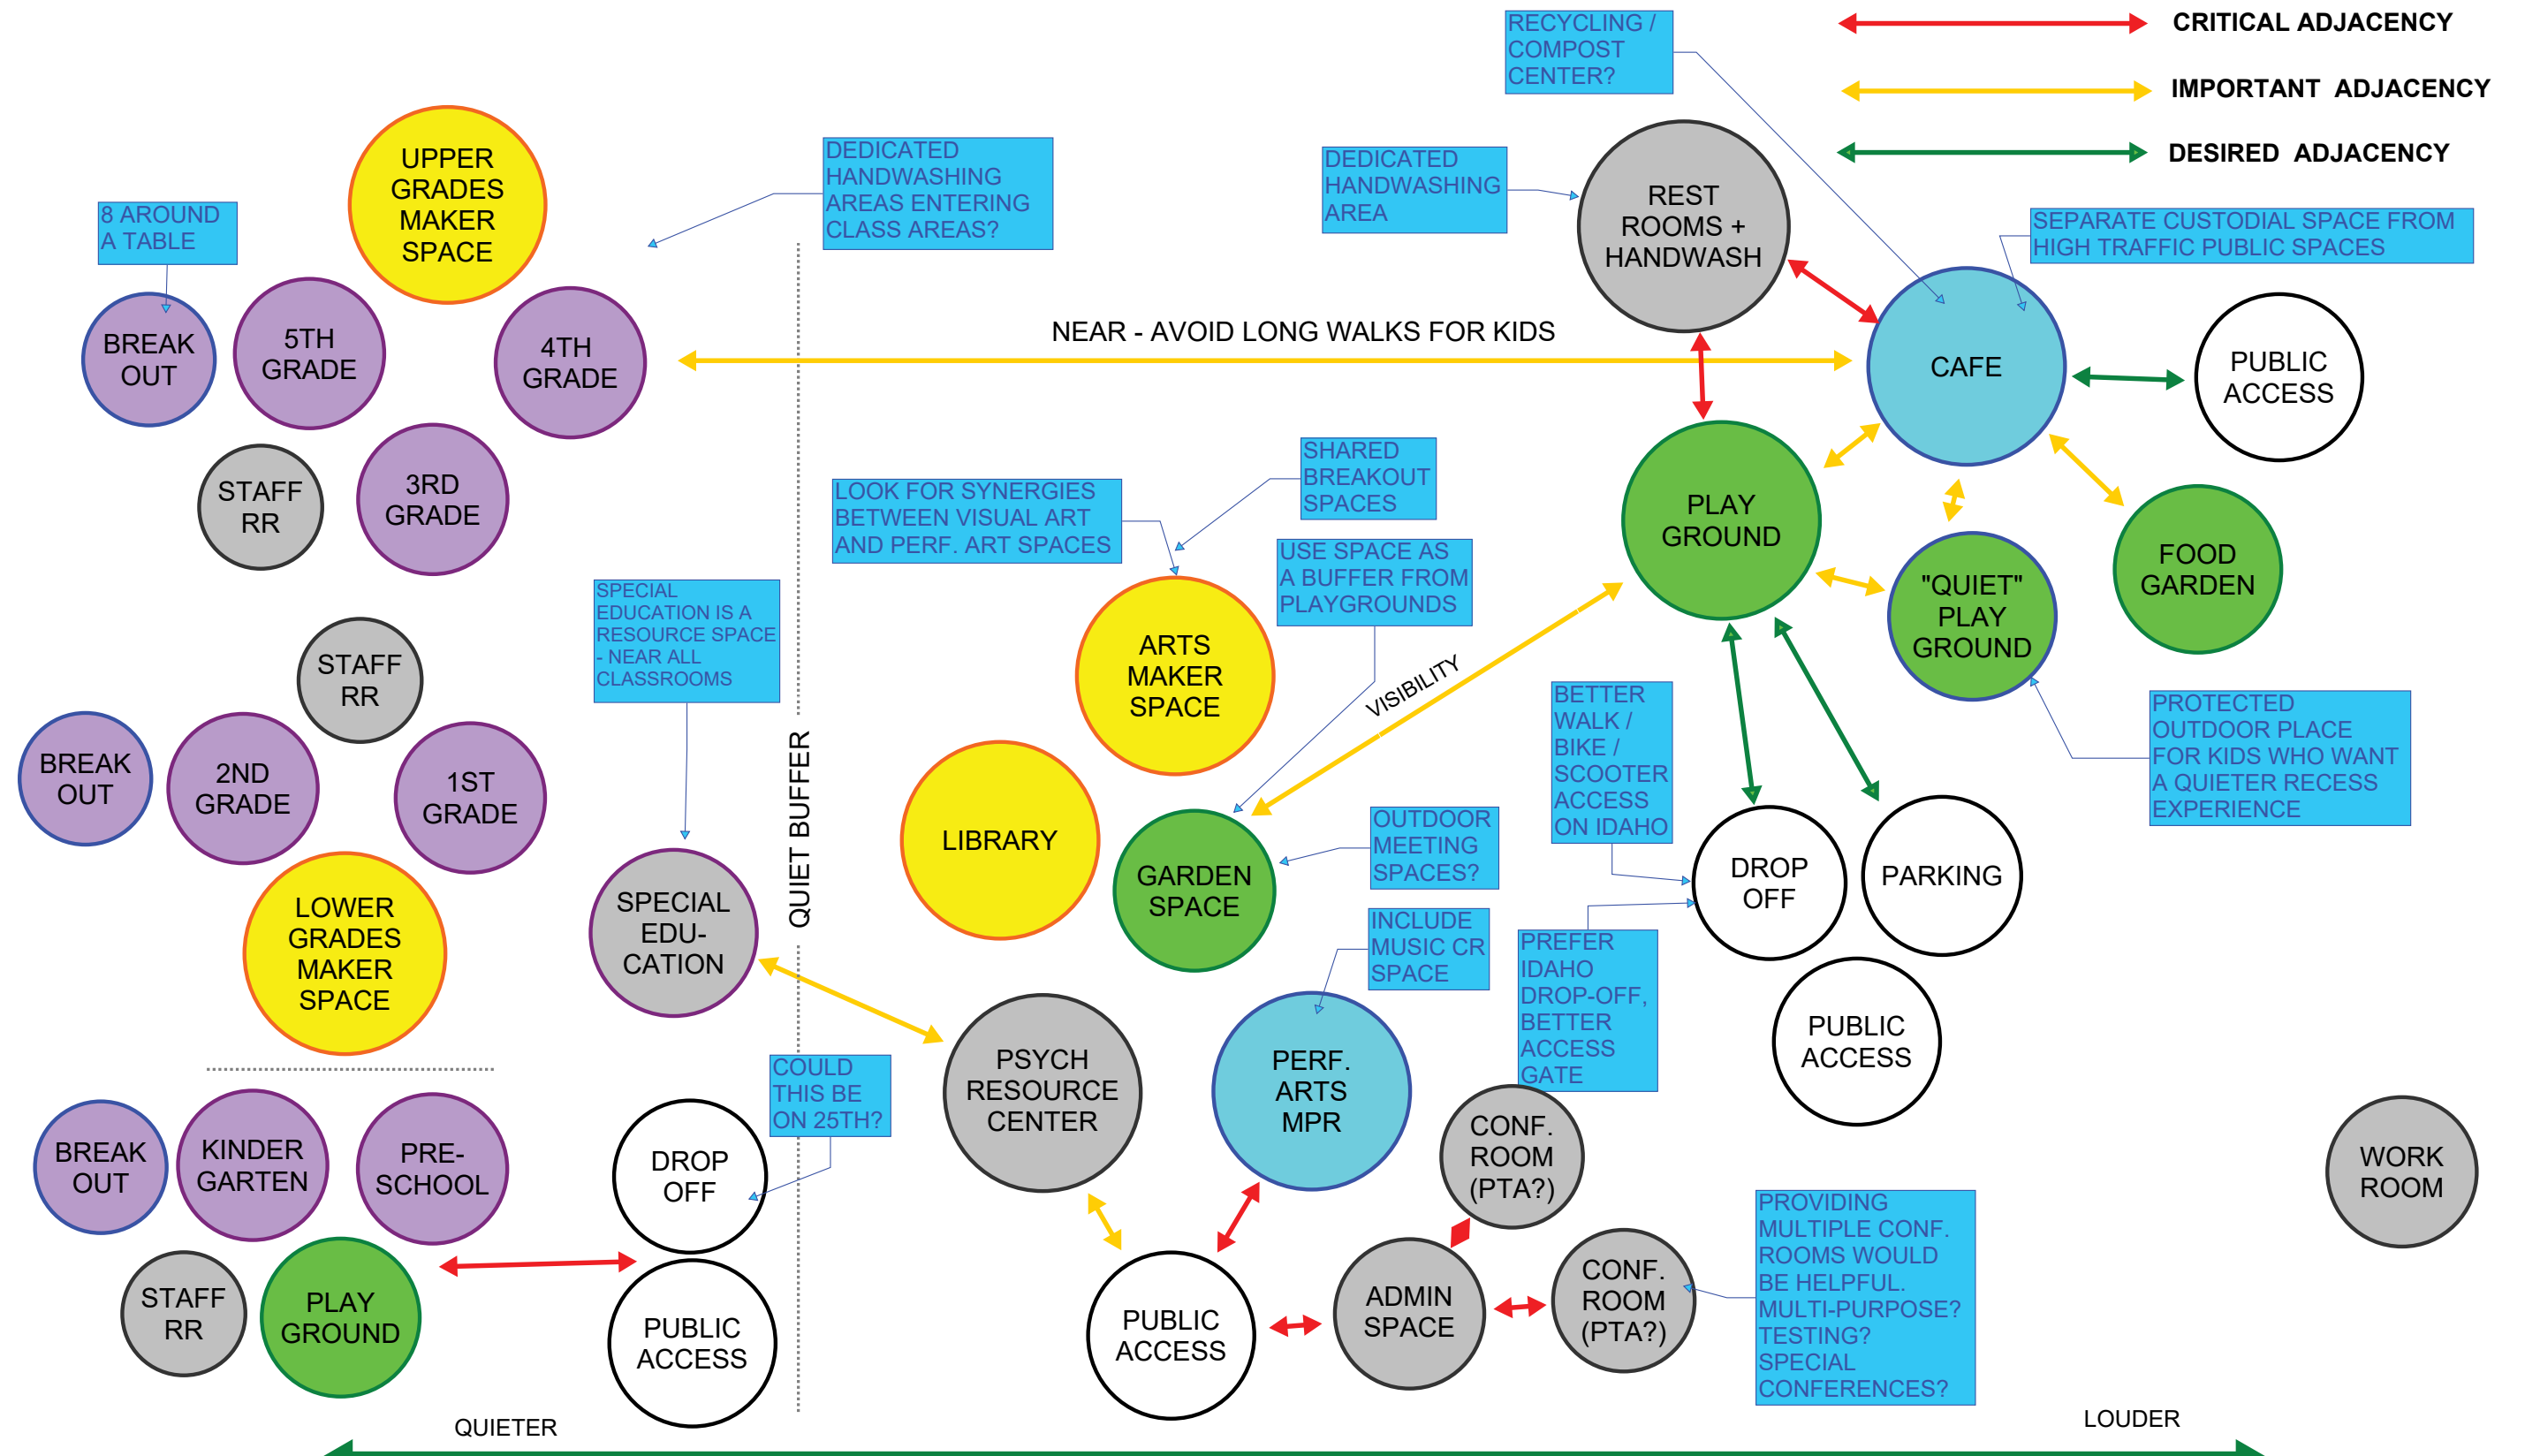 RECYCLING /
COMPOST
CENTER?
CRITICAL ADJACENCY
IMPORTANT ADJACENCY
DESIRED ADJACENCY
UPPER
GRADES
MAKER
SPACE
DEDICATED
HANDWASHING
AREAS ENTERING
CLASS AREAS?
DEDICATED
HANDWASHING
AREA
REST
ROOMS +
HANDWASH
SEPARATE CUSTODIAL SPACE FROM
HIGH TRAFFIC PUBLIC SPACES
8 AROUND
A TABLE
BREAK
OUT
5TH
GRADE
4TH
GRADE
NEAR - AVOID LONG WALKS FOR KIDS
CAFE
PUBLIC
ACCESS
STAFF
RR
3RD
GRADE
LOOK FOR SYNERGIES
BETWEEN VISUAL ART
AND PERF. ART SPACES
SHARED
BREAKOUT
SPACES
USE SPACE AS
A BUFFER FROM
PLAYGROUNDS
PLAY
GROUND
"QUIET"
PLAY
GROUND
FOOD
GARDEN
SPECIAL
EDUCATION IS A
RESOURCE SPACE
- NEAR ALL
CLASSROOMS
STAFF
RR
ARTS
MAKER
SPACE
VISIBILITY
BETTER
WALK /
BIKE /
SCOOTER
ACCESS
ON IDAHO
PROTECTED
OUTDOOR PLACE
FOR KIDS WHO WANT
A QUIETER RECESS
EXPERIENCE
BREAK
OUT
2ND
GRADE
1ST
GRADE
QUIET BUFFER
LIBRARY
GARDEN
SPACE
OUTDOOR
MEETING
SPACES?
DROP
OFF
PARKING
LOWER
GRADES
MAKER
SPACE
SPECIAL
EDU-
CATION
INCLUDE
MUSIC CR
SPACE
PREFER
IDAHO
DROP-OFF,
BETTER
ACCESS
GATE
PUBLIC
ACCESS
COULD
THIS BE
ON 25TH?
PSYCH
RESOURCE
CENTER
PERF.
ARTS
MPR
CONF.
ROOM
(PTA?)
WORK
ROOM
BREAK
OUT
KINDER
GARTEN
PRE-
SCHOOL
DROP
OFF
PROVIDING
MULTIPLE CONF.
ROOMS WOULD
BE HELPFUL.
MULTI-PURPOSE?
TESTING?
SPECIAL
CONFERENCES?
STAFF
RR
PLAY
GROUND
PUBLIC
ACCESS
PUBLIC
ACCESS
ADMIN
SPACE
CONF.
ROOM
(PTA?)
QUIETER
LOUDER